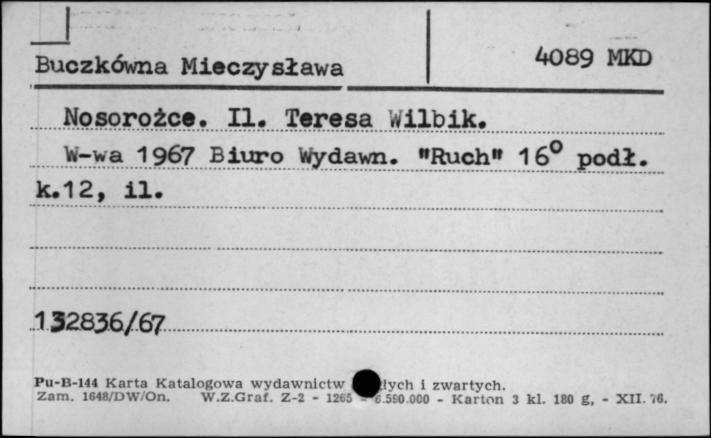 Buczkówna Mieczysława
4089 MKD
Nosorożce. Il. Teresa Wilbik.
W-wa 1967 Biuro Wydawn. "Ruch" 16° podł.
k.12, il.
132836/67
Pu-B-144 Karta Katalogowa wydawnictw i zwartych.
Zam. 1648/DW/On. W.Z.Graf. Z-2 - 1265 - 6.590.000 - Karton 3 kl. 180 g, - XII. 76.